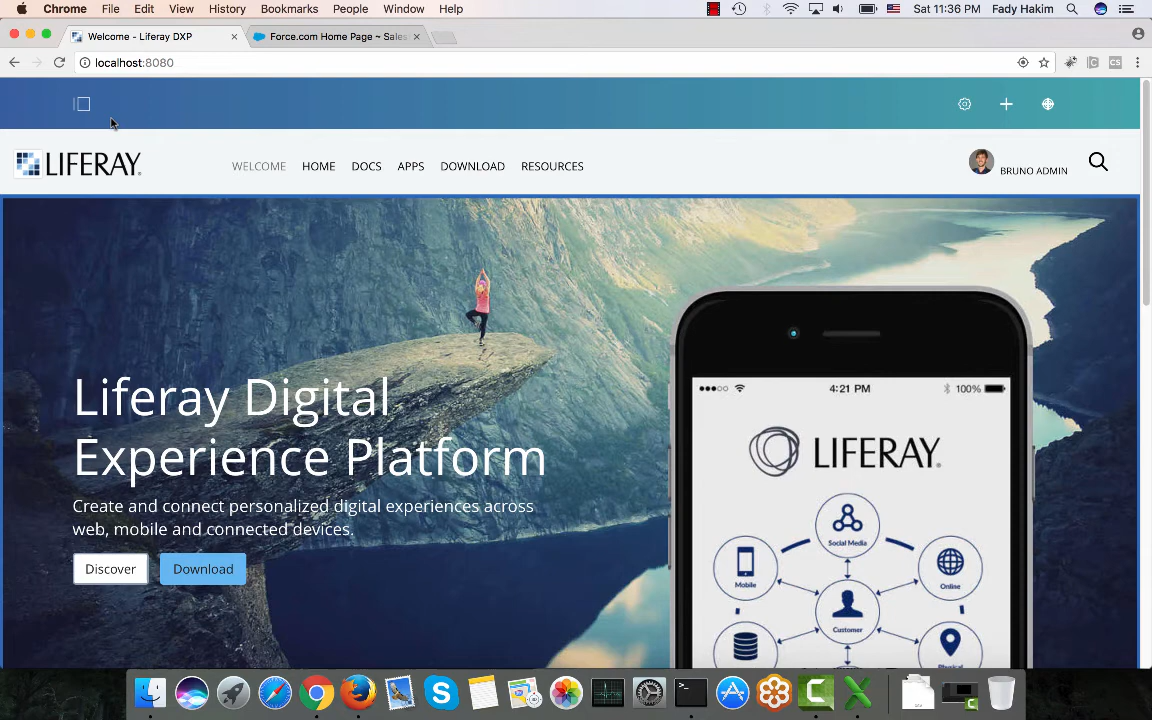 Chrome File Edit View History Bookmarks People Window Help Sat 11:36 PM Fady Hakim
Welcome - Liferay DXP
Force.com Home Page ~ Sales
localhost:8080
LIFERAY.
WELCOME HOME DOCS APPS DOWNLOAD RESOURCES
BRUNO ADMIN
4:21 PM 100%
LIFERAY.
Liferay Digital
Experience Platform
Create and connect personalized digital experiences across
web, mobile and connected devices.
Discover
Download
Social Media
Mobile
Online
Customer